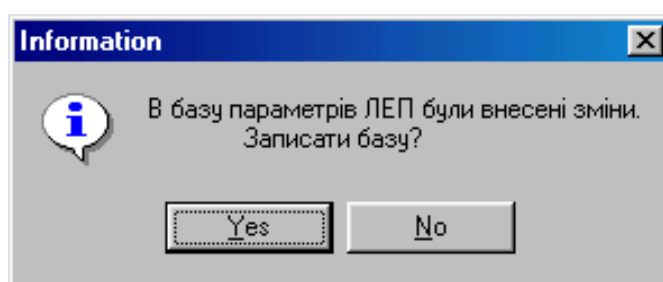 Information
В базу параметрів ЛЕП були внесені зміни.
Записати базу?
Yes
No